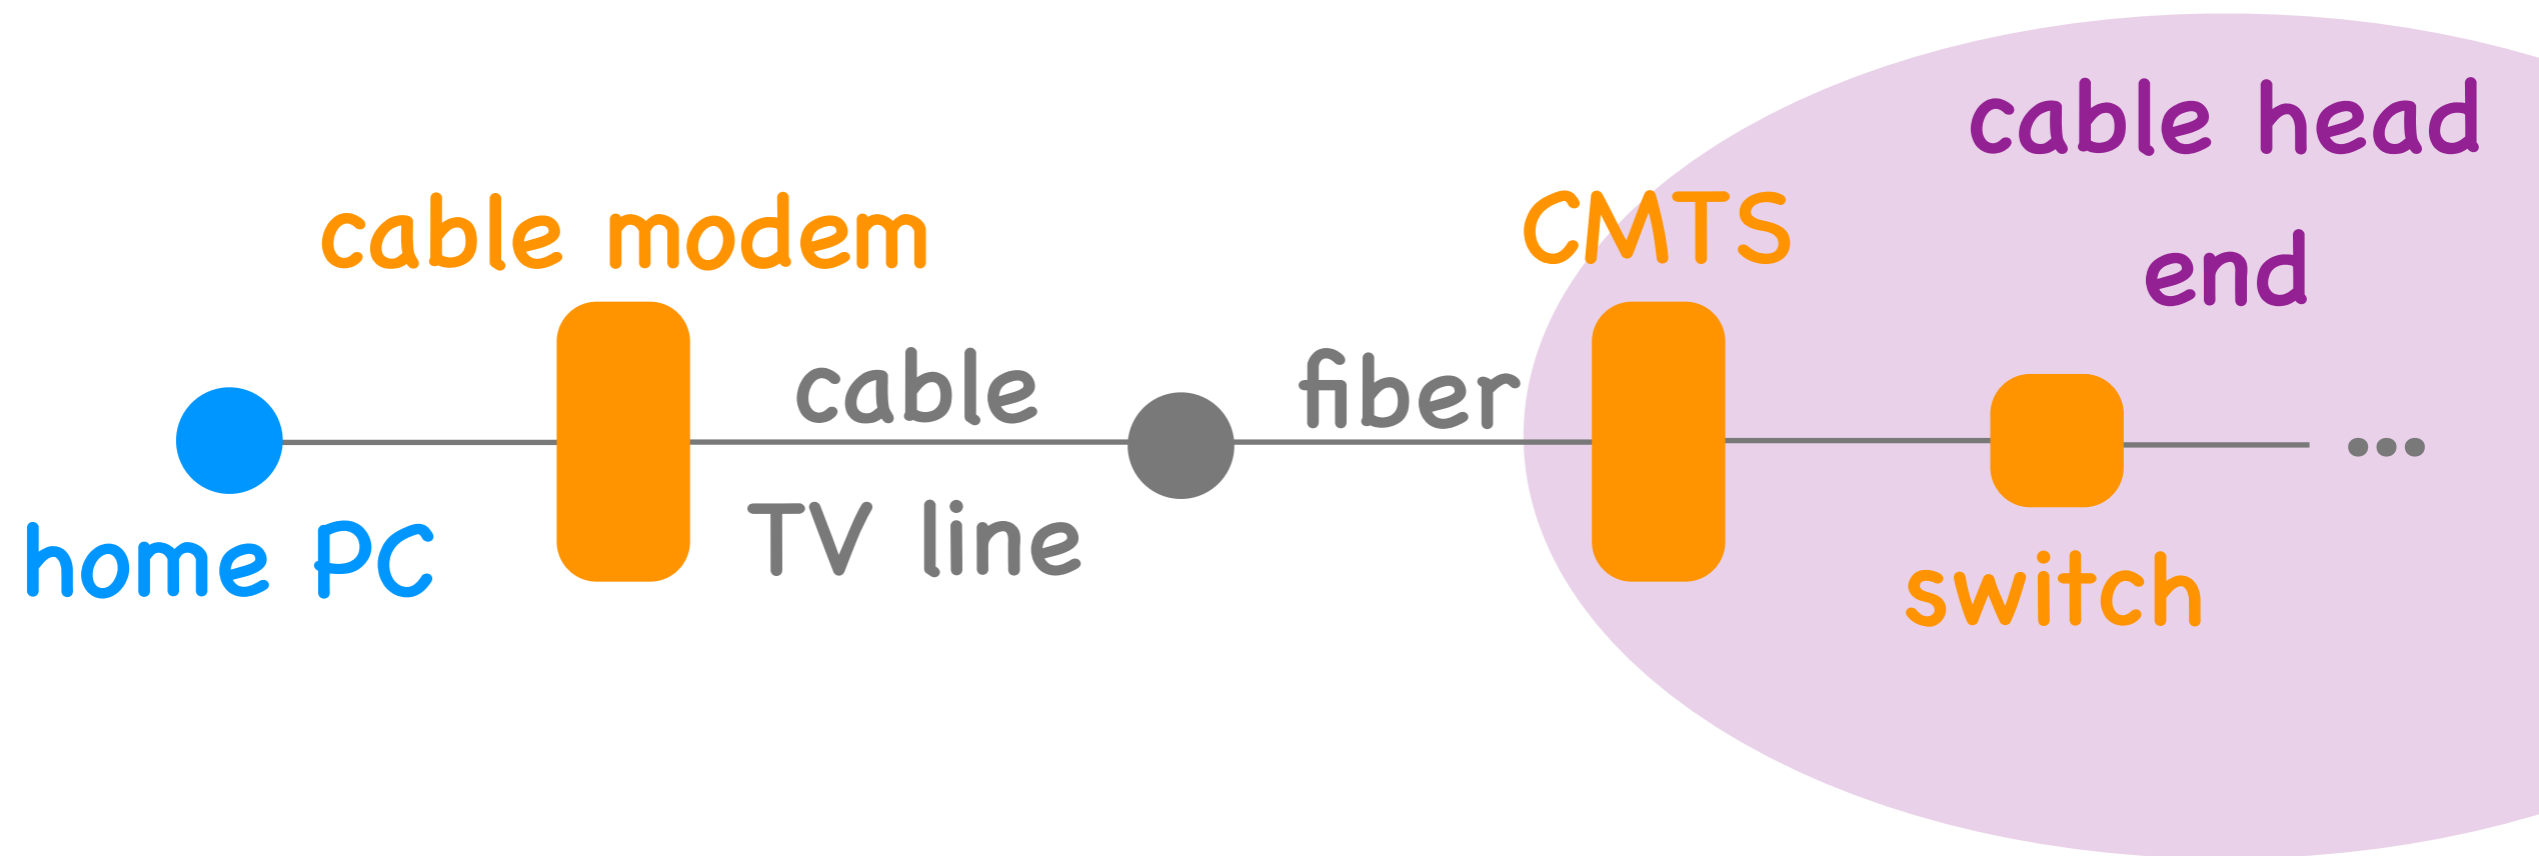 cable head
end
cable modem
CMTS
cable
TV line
fiber
home PC
switch
...